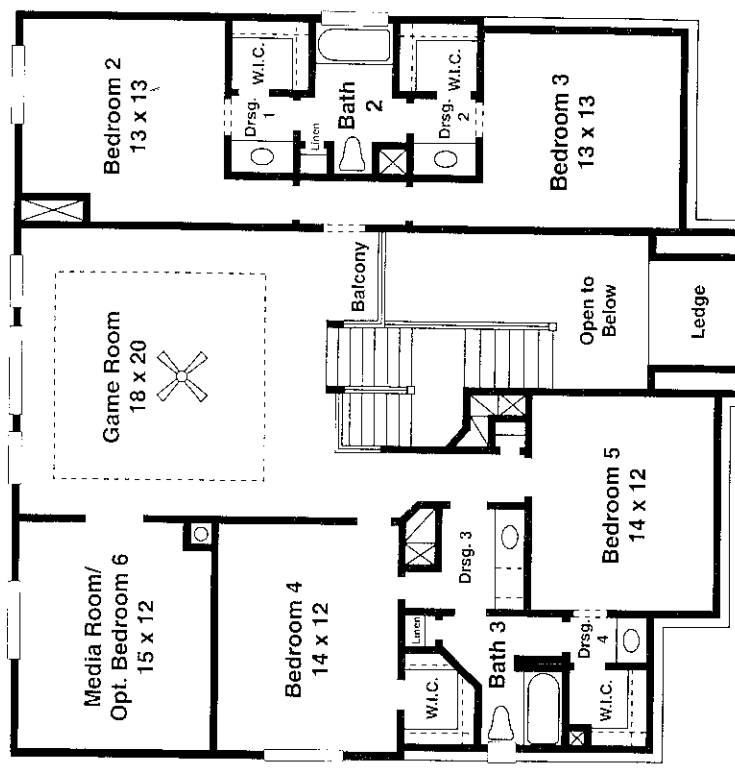 Bedroom 2
13 x 13
W.I.C.
Drsg.
1
Linen
Bath
2
W.I.C.
Drsg.
2
Bedroom 3
13 x 13
Game Room
18 x 20
Balcony
Open to
Below
Ledge
Media Room/
Opt. Bedroom 6
15 x 12
Bedroom 4
14 x 12
Drsg. 3
Linen
W.I.C.
Bath 3
Bedroom 5
14 x 12
Drsg.
4
W.I.C.